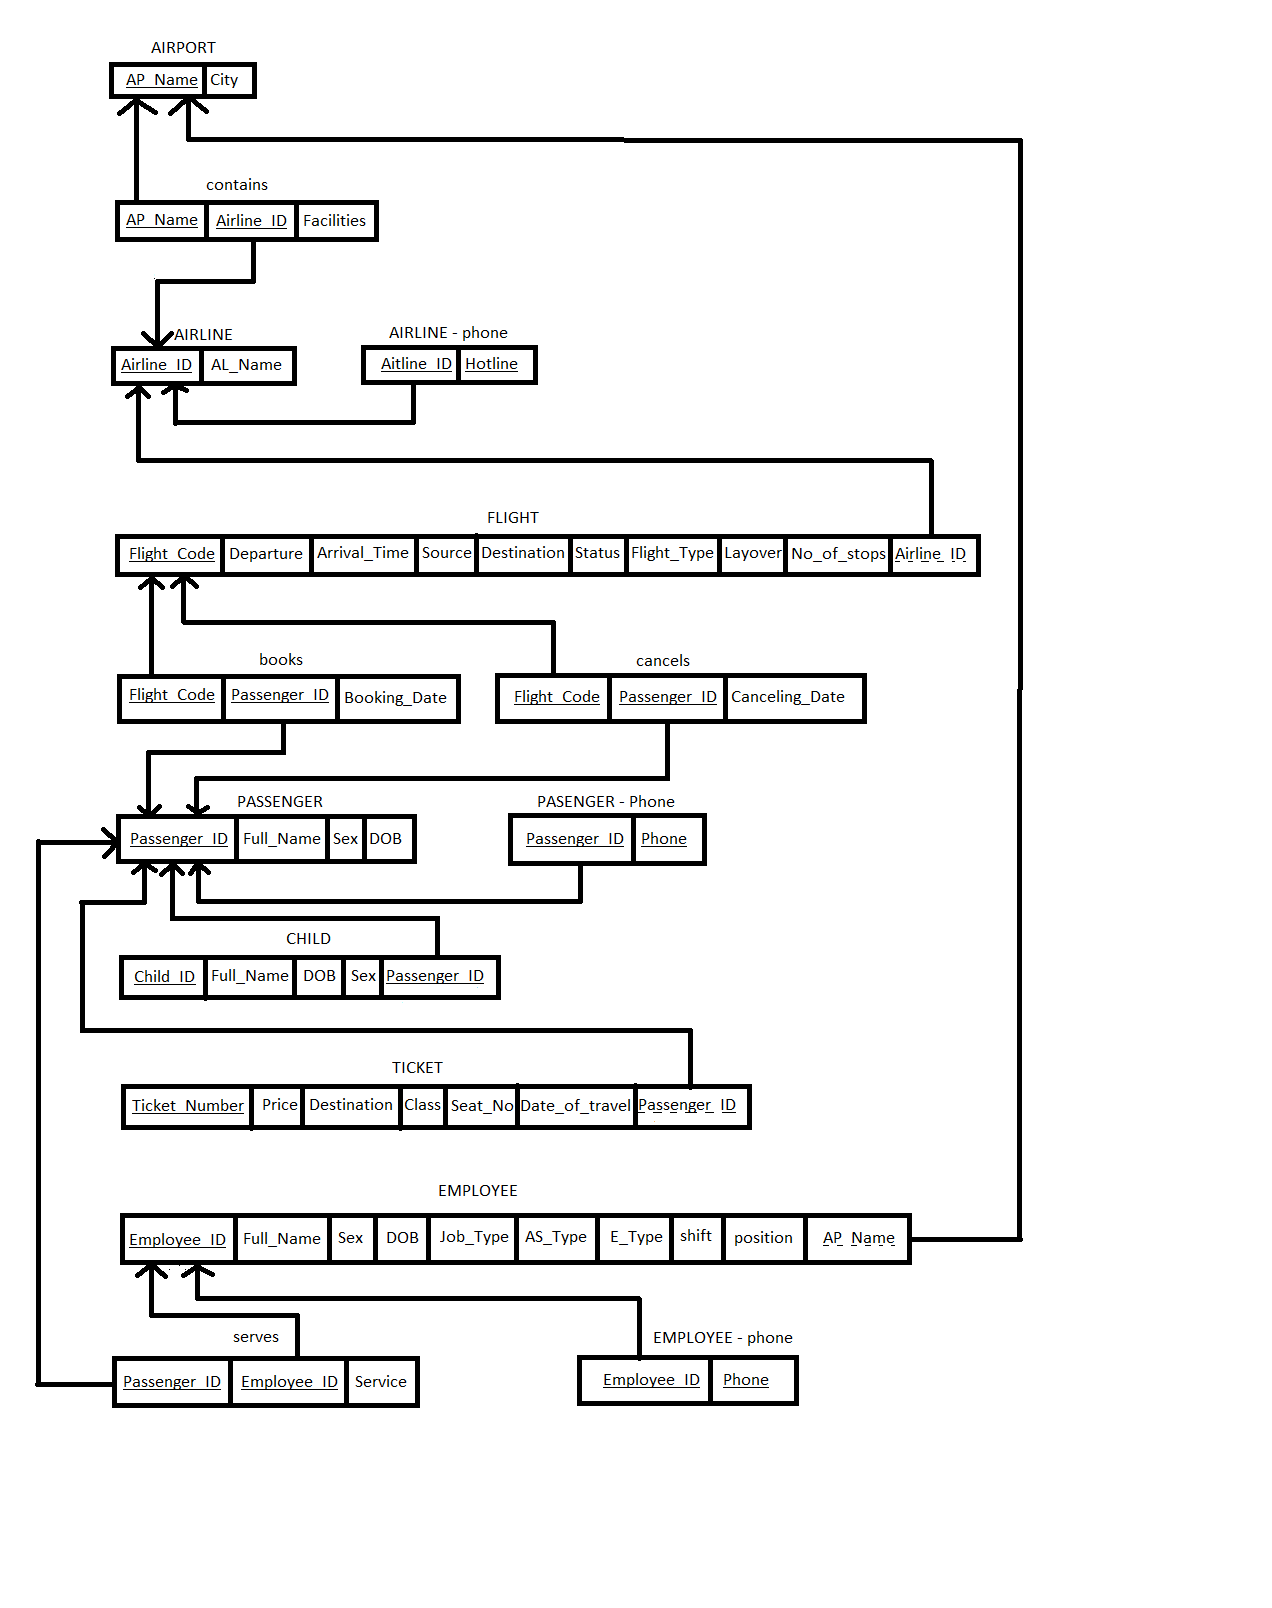 AIRPORT
AP_Name City
contains
AP_Name Airline_ID Facilities
AIRLINE
Airline_ID AL_Name
AIRLINE - phone
Aitline_ID Hotline
FLIGHT
Flight_Code Departure Arrival_Time Source Destination Status Flight_Type Layover No_of_stops Airline_ID
books
Flight_Code Passenger_ID Booking_Date
cancels
Flight_Code Passenger_ID Canceling_Date
PASSENGER
Passenger_ID Full_Name Sex DOB
PASENGER - Phone
Passenger_ID Phone
CHILD
Child_ID Full_Name DOB Sex Passenger_ID
TICKET
Ticket_Number Price Destination Class Seat_No Date_of_travel Passenger_ID
EMPLOYEE
Employee_ID Full_Name Sex DOB Job_Type AS_Type E_Type shift position AP_Name
serves
Passenger_ID Employee_ID Service
EMPLOYEE - phone
Employee_ID Phone